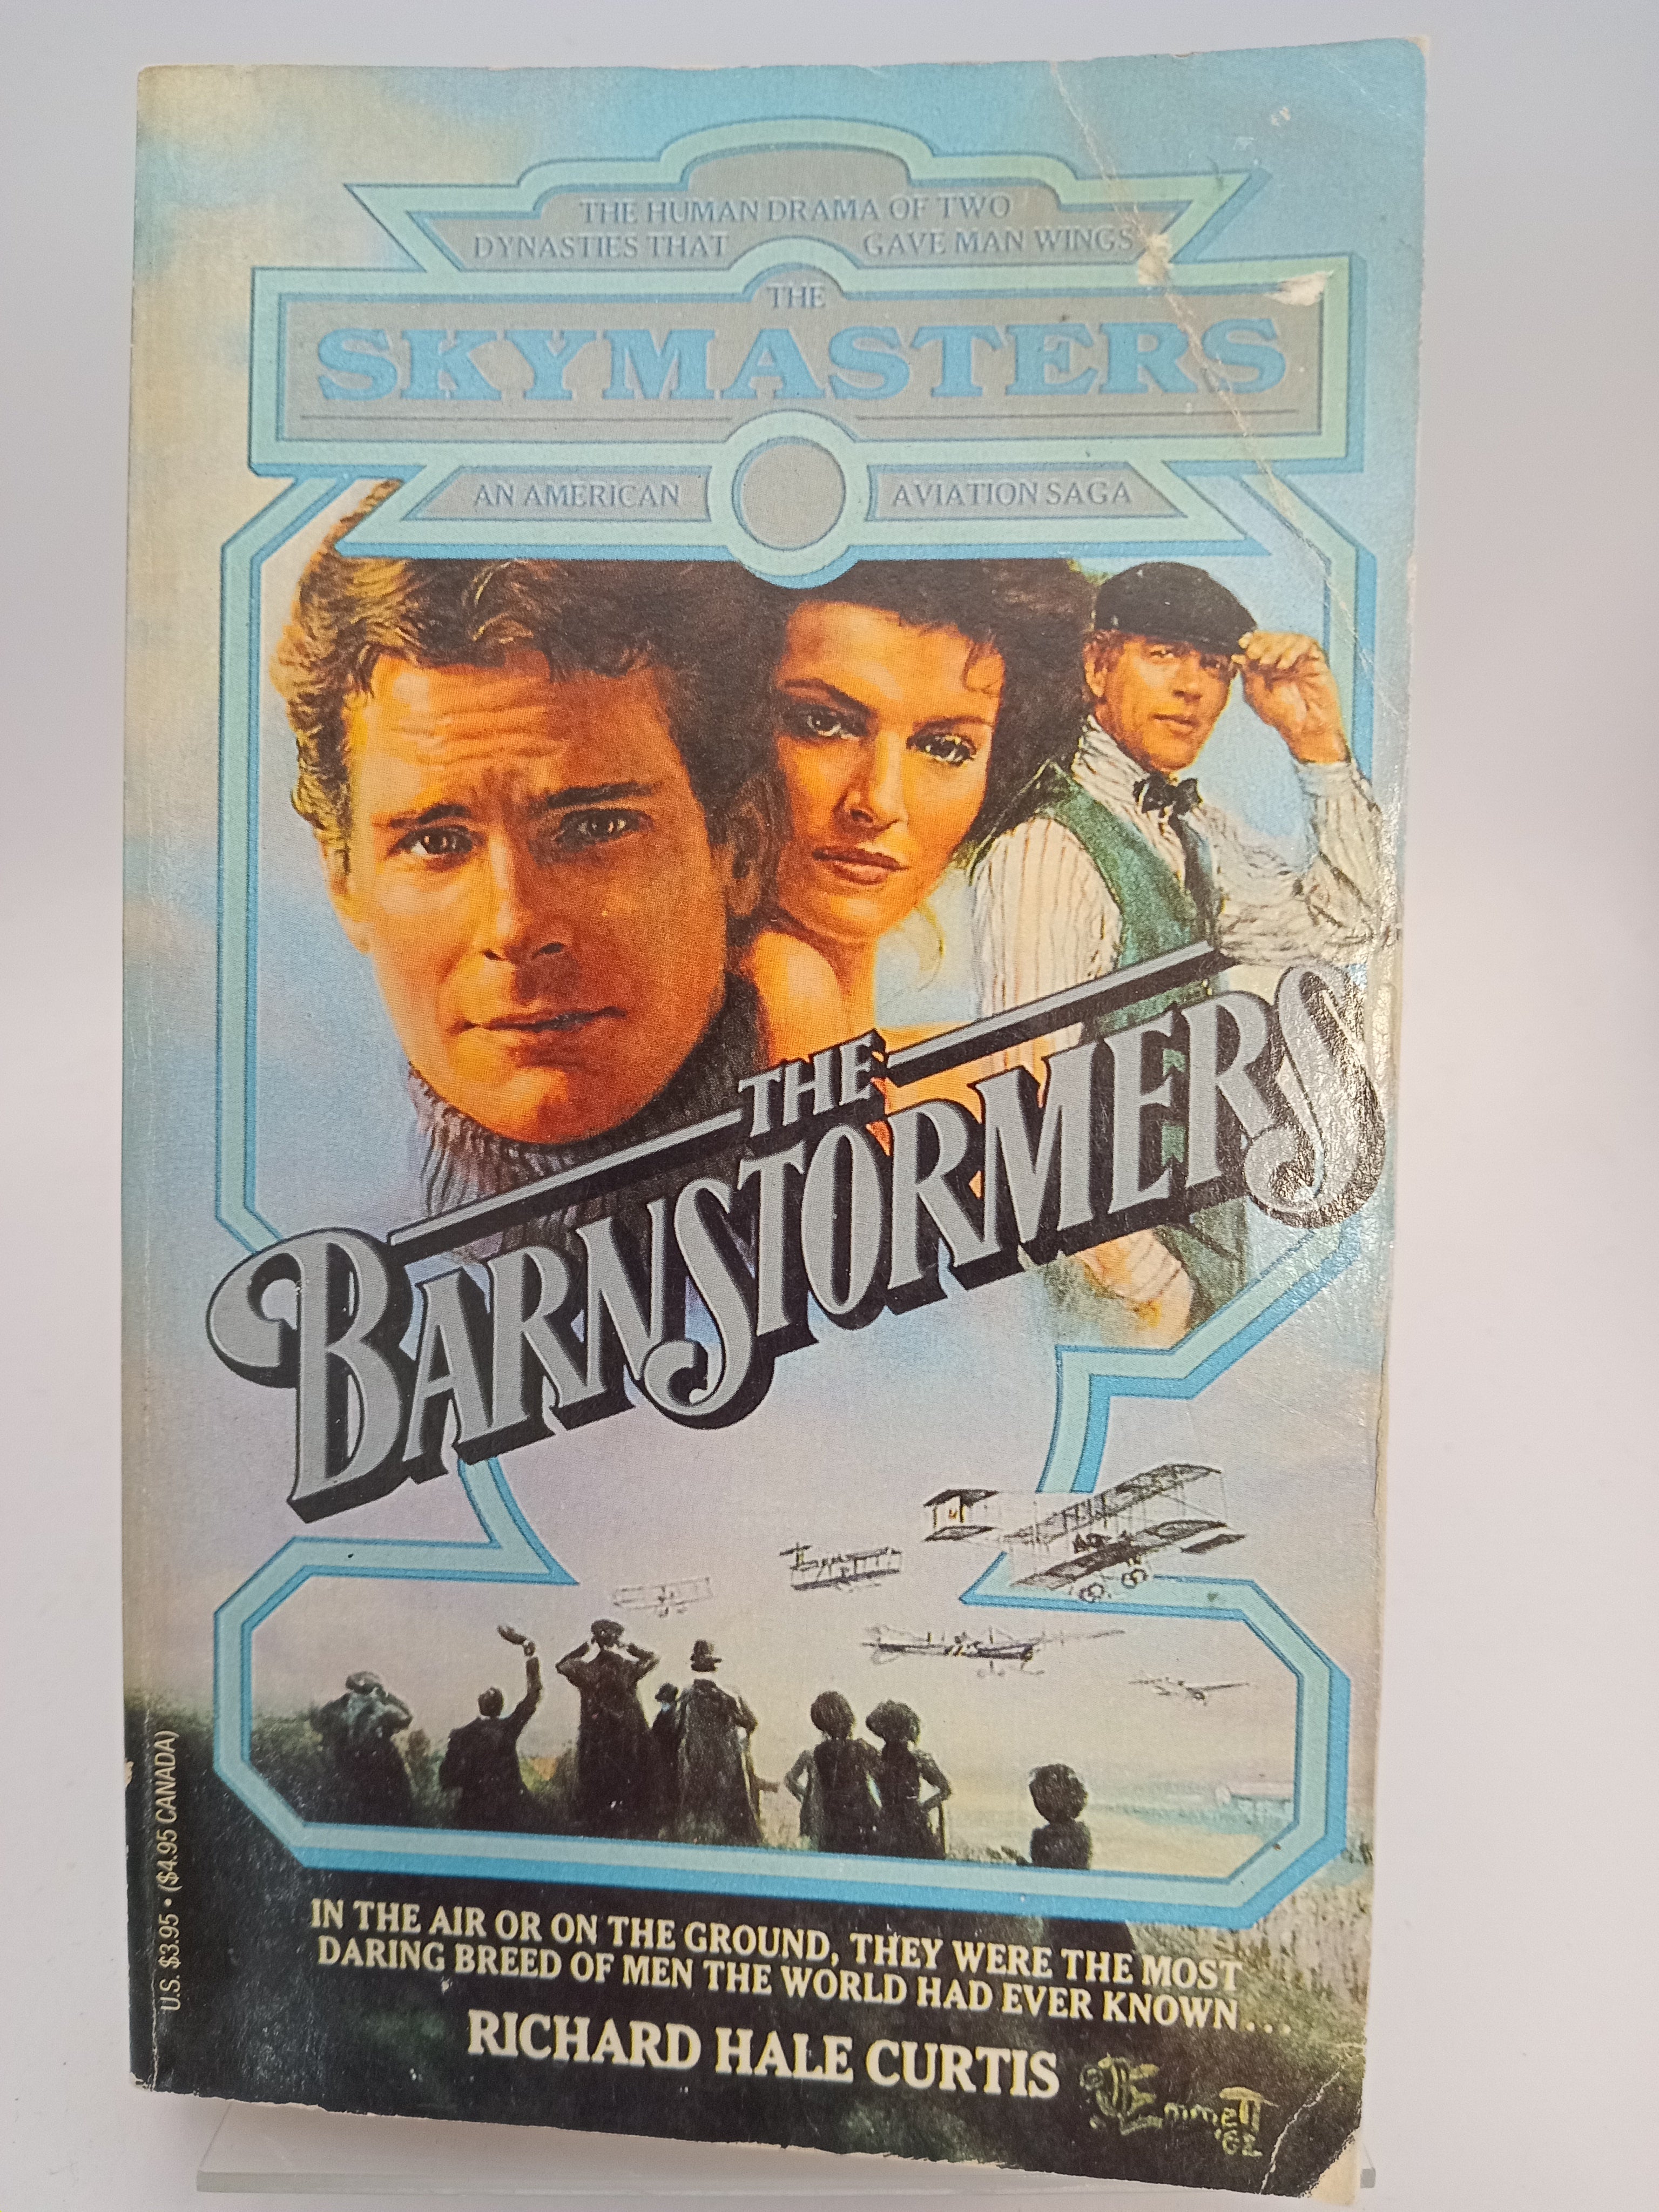 THE HUMAN DRAMA OF TWO
DYNASTIES THAT GAVE MAN WINGS
THE
SKYMASTERS
AN AMERICAN AVIATION SAGA
THE
BARNSTORMERS
U.S. $3.95 • ($4.95 CANADA)
IN THE AIR OR ON THE GROUND, THEY WERE THE MOST
DARING BREED OF MEN THE WORLD HAD EVER KNOWN...
RICHARD HALE CURTIS
Emmett
'82